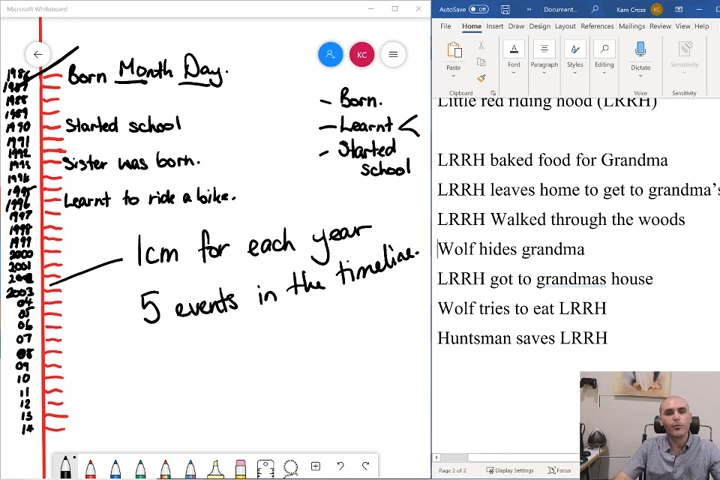 Microsoft Whiteboard
KC
1986
1987
1988
1989
1990
1991
1992
1995
1996
1997
1998
1999
2000
2001
2003
04
05
06
07
08
09
10
11
12
13
14
Born Month Day.
Started school
Sister was born.
Learnt to ride a bike.
- Born.
- Learnt <
- Started
school
1cm for each year
5 events in the timeline.
AutoSave Off
Document...
Kam Cross
KC
File
Home
Insert
Draw
Design
Layout
References
Mailings
Review
View
Paste
Font
Paragraph
Styles
Editing
Dictate
Sensitivity
Clipboard
Voice
Sensitivity
Little red riding hood (LRRH)
LRRH baked food for Grandma
LRRH leaves home to get to grandma's
LRRH Walked through the woods
Wolf hides grandma
LRRH got to grandmas house
Wolf tries to eat LRRH
Huntsman saves LRRH
Page 2 of 2
Display Settings
Focus